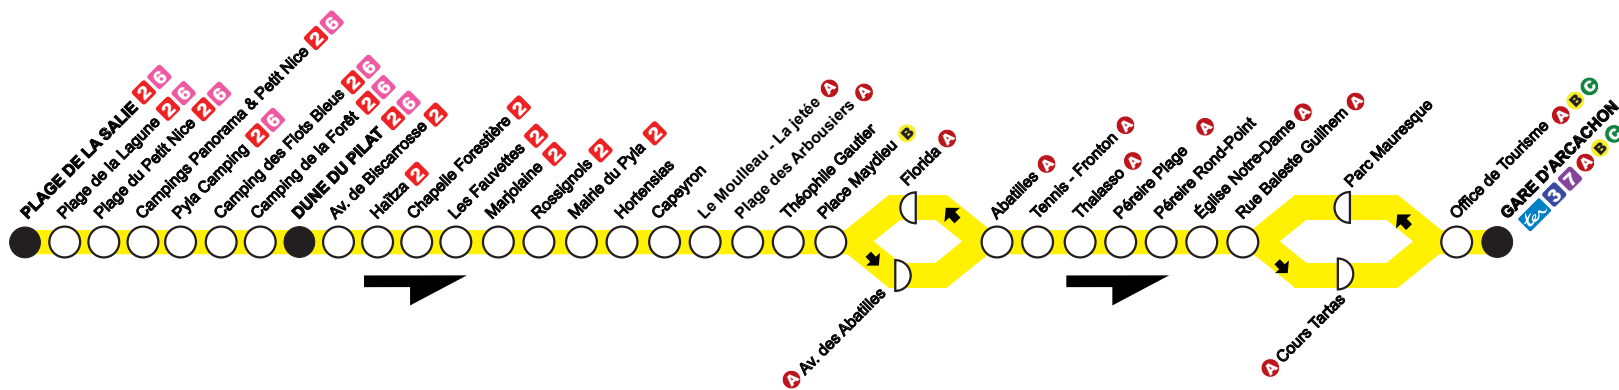 PLAGE DE LA SALIE 2 6
Plage de la Lagune 2 6
Plage du Petit Nice 2 6
Campings Panorama & Petit Nice 2 6
Pyla Camping 2 6
Camping des Flots Bleus 2 6
Camping de la Forêt 2 6
DUNE DU PILAT 2 6
Av. de Biscarrosse 2
Haïtza 2
Chapelle Forestière 2
Les Fauvettes 2
Marjolaine 2
Rossignols 2
Mairie du Pyla 2
Hortensias
Capeyron
Le Moulleau - La jetée A
Plage des Arbousiers A
Théophile Gautier
Place Maydieu B
Florida A
A Av. des Abatilles
Abatilles A
Tennis - Fronton A
Thalasso A
Péreire Plage A
Péreire Rond-Point
Église Notre-Dame A
Rue Baleste Guilhem A
Parc Mauresque
A Cours Tartas
Office de Tourisme A B C
GARE D'ARCACHON
ter 3 7 A B C